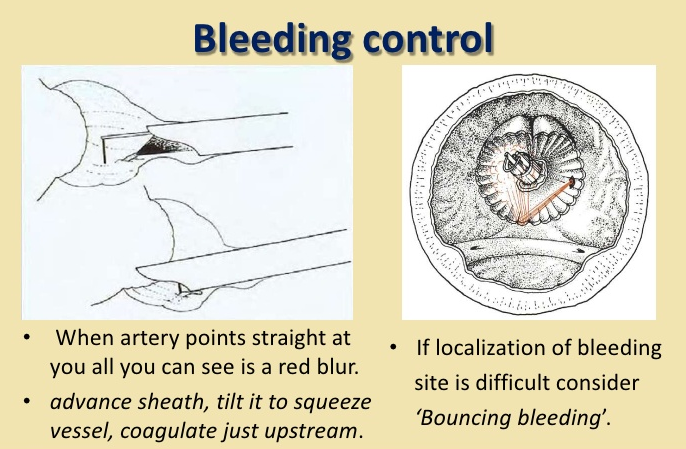 Bleeding control
• When artery points straight at
you all you can see is a red blur.
• advance sheath, tilt it to squeeze
vessel, coagulate just upstream.
• If localization of bleeding
site is difficult consider
‘Bouncing bleeding’.